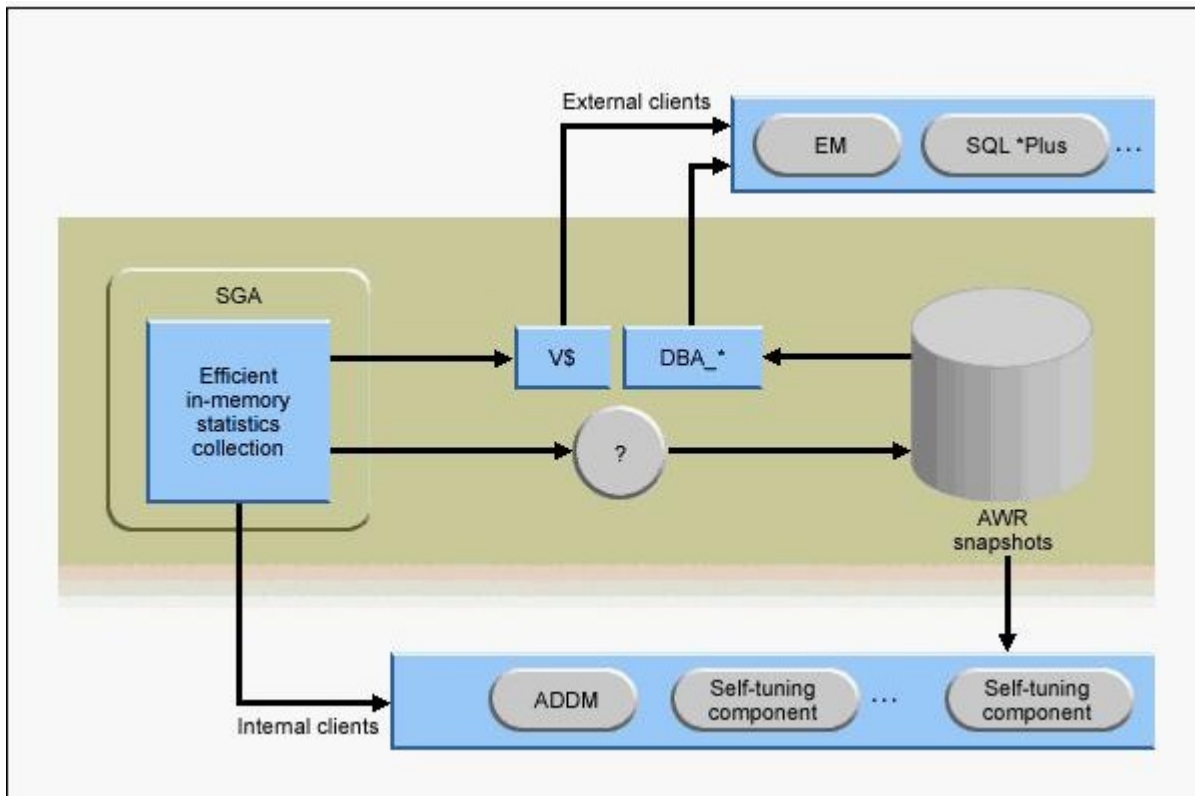 External clients
EM
SQL *Plus
...
SGA
Efficient
in-memory
statistics
collection
V$
DBA_*
?
AWR
snapshots
Internal clients
ADDM
Self-tuning
component
...
Self-tuning
component